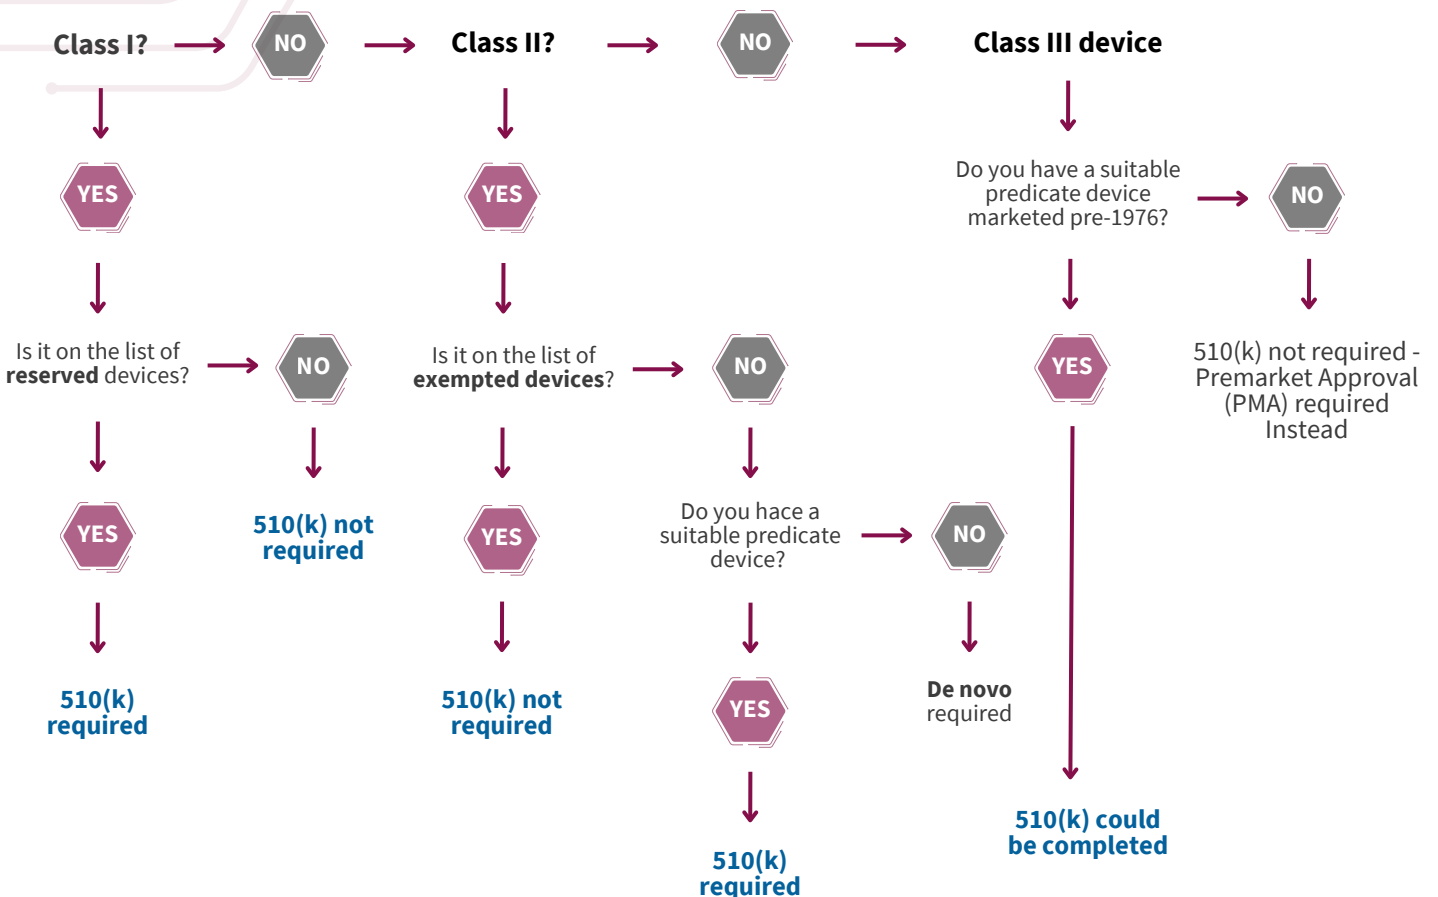 Class I?
NO
Class II?
NO
Class III device
YES
YES
Do you have a suitable
predicate device
marketed pre-1976?
NO
Is it on the list of
reserved devices?
NO
Is it on the list of
exempted devices?
NO
YES
510(k) not required -
Premarket Approval
(PMA) required
Instead
YES
510(k) not
required
YES
Do you hace a
suitable predicate
device?
NO
510(k)
required
510(k) not
required
YES
De novo
required
510(k) could
be completed
510(k)
required